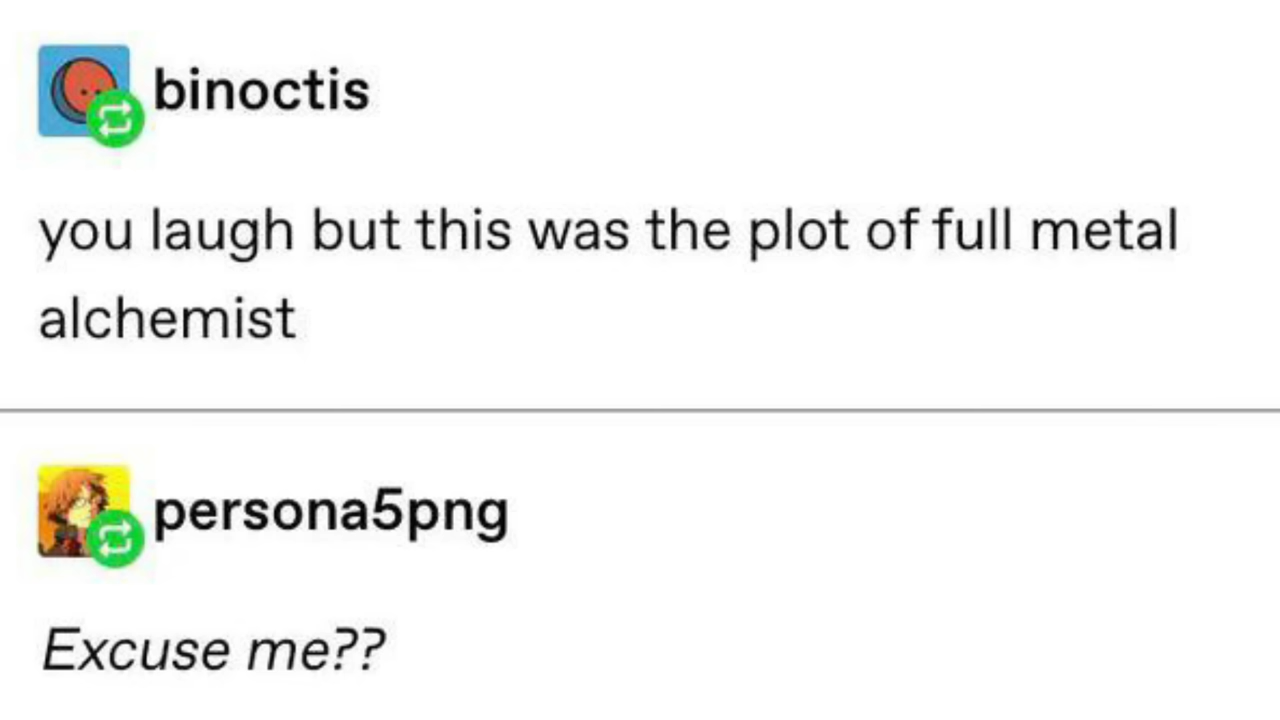 binoctis
you laugh but this was the plot of full metal
alchemist
persona5png
Excuse me??